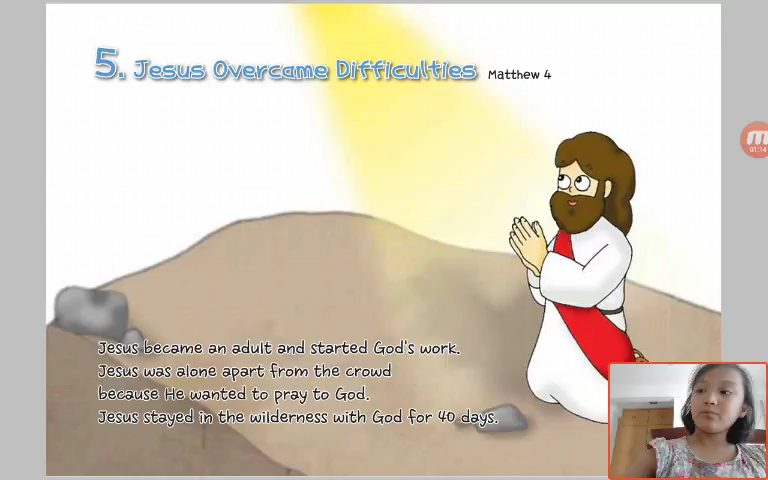 5. Jesus Overcame Difficulties Matthew 4
M
01:14
Jesus became an adult and started God's work.
Jesus was alone apart from the crowd
because He wanted to pray to God.
Jesus stayed in the wilderness with God for 40 days.